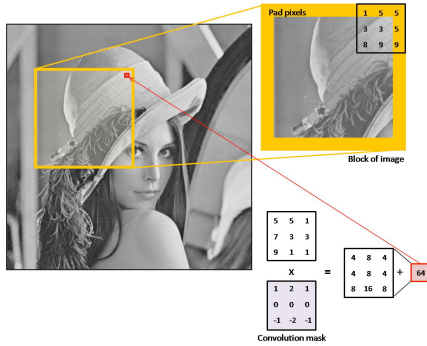 Pad pixels
1 5 5
3 3 5
8 9 9
Block of image
5 5 1
7 3 3
9 1 1
X
1 2 1
0 0 0
-1 -2 -1
Convolution mask
=
4 8 4
4 8 4
8 16 8
+
64